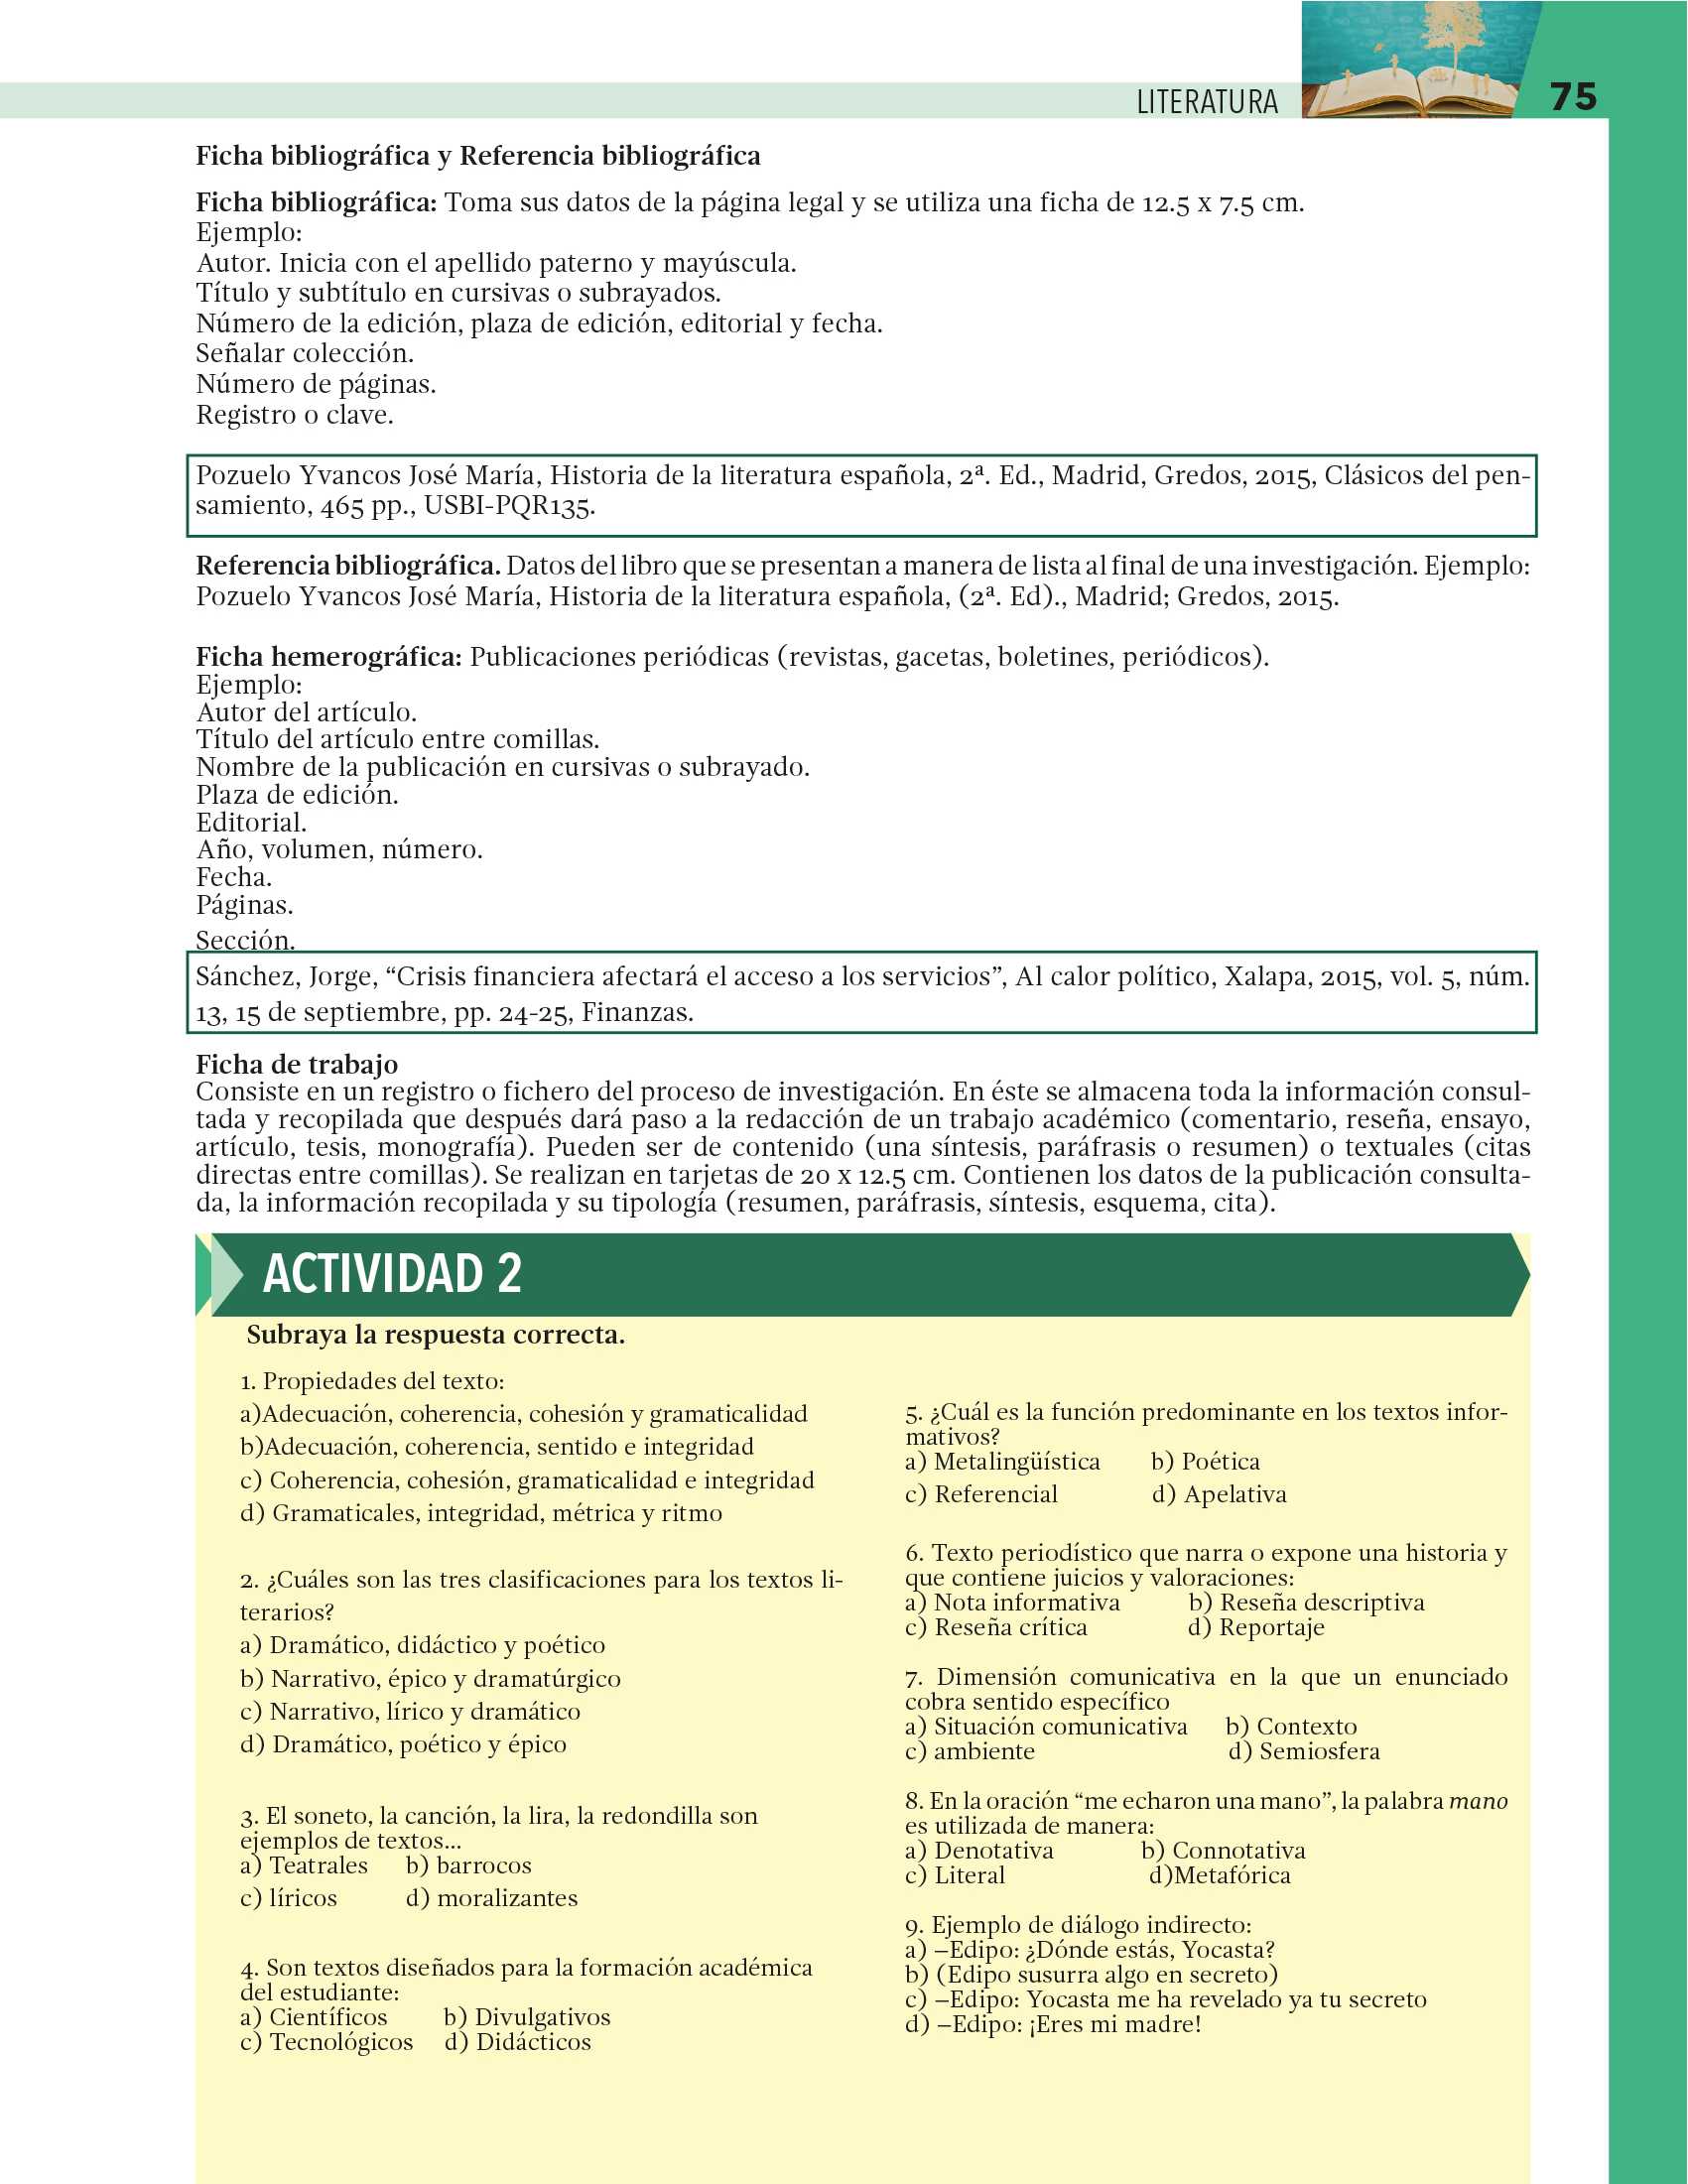 LITERATURA
75
Ficha bibliográfica y Referencia bibliográfica
Ficha bibliográfica: Toma sus datos de la página legal y se utiliza una ficha de 12.5 x 7.5 cm.
Ejemplo:
Autor. Inicia con el apellido paterno y mayúscula.
Título y subtítulo en cursivas o subrayados.
Número de la edición, plaza de edición, editorial y fecha.
Señalar colección.
Número de páginas.
Registro o clave.
Pozuelo Yvancos José María, Historia de la literatura española, 2ª. Ed., Madrid, Gredos, 2015, Clásicos del pen-
samiento, 465 pp., USBI-PQR135.
Referencia bibliográfica. Datos del libro que se presentan a manera de lista al final de una investigación. Ejemplo:
Pozuelo Yvancos José María, Historia de la literatura española, (2ª. Ed)., Madrid; Gredos, 2015.
Ficha hemerográfica: Publicaciones periódicas (revistas, gacetas, boletines, periódicos).
Ejemplo:
Autor del artículo.
Título del artículo entre comillas.
Nombre de la publicación en cursivas o subrayado.
Plaza de edición.
Editorial.
Año, volumen, número.
Fecha.
Páginas.
Sección.
Sánchez, Jorge, “Crisis financiera afectará el acceso a los servicios”, Al calor político, Xalapa, 2015, vol. 5, núm.
13, 15 de septiembre, pp. 24-25, Finanzas.
Ficha de trabajo
Consiste en un registro o fichero del proceso de investigación. En éste se almacena toda la información consul-
tada y recopilada que después dará paso a la redacción de un trabajo académico (comentario, reseña, ensayo,
artículo, tesis, monografía). Pueden ser de contenido (una síntesis, paráfrasis o resumen) o textuales (citas
directas entre comillas). Se realizan en tarjetas de 20 x 12.5 cm. Contienen los datos de la publicación consulta-
da, la información recopilada y su tipología (resumen, paráfrasis, síntesis, esquema, cita).
ACTIVIDAD 2
Subraya la respuesta correcta.
1. Propiedades del texto:
a)Adecuación, coherencia, cohesión y gramaticalidad
b)Adecuación, coherencia, sentido e integridad
c) Coherencia, cohesión, gramaticalidad e integridad
d) Gramaticales, integridad, métrica y ritmo
2. ¿Cuáles son las tres clasificaciones para los textos li-
terarios?
a) Dramático, didáctico y poético
b) Narrativo, épico y dramatúrgico
c) Narrativo, lírico y dramático
d) Dramático, poético y épico
3. El soneto, la canción, la lira, la redondilla son
ejemplos de textos...
a) Teatrales b) barrocos
c) líricos d) moralizantes
4. Son textos diseñados para la formación académica
del estudiante:
a) Científicos b) Divulgativos
c) Tecnológicos d) Didácticos
5. ¿Cuál es la función predominante en los textos infor-
mativos?
a) Metalingüística b) Poética
c) Referencial d) Apelativa
6. Texto periodístico que narra o expone una historia y
que contiene juicios y valoraciones:
a) Nota informativa b) Reseña descriptiva
c) Reseña crítica d) Reportaje
7. Dimensión comunicativa en la que un enunciado
cobra sentido específico
a) Situación comunicativa b) Contexto
c) ambiente d) Semiosfera
8. En la oración “me echaron una mano”, la palabra mano
es utilizada de manera:
a) Denotativa b) Connotativa
c) Literal d)Metafórica
9. Ejemplo de diálogo indirecto:
a) –Edipo: ¿Dónde estás, Yocasta?
b) (Edipo susurra algo en secreto)
c) –Edipo: Yocasta me ha revelado ya tu secreto
d) –Edipo: ¡Eres mi madre!